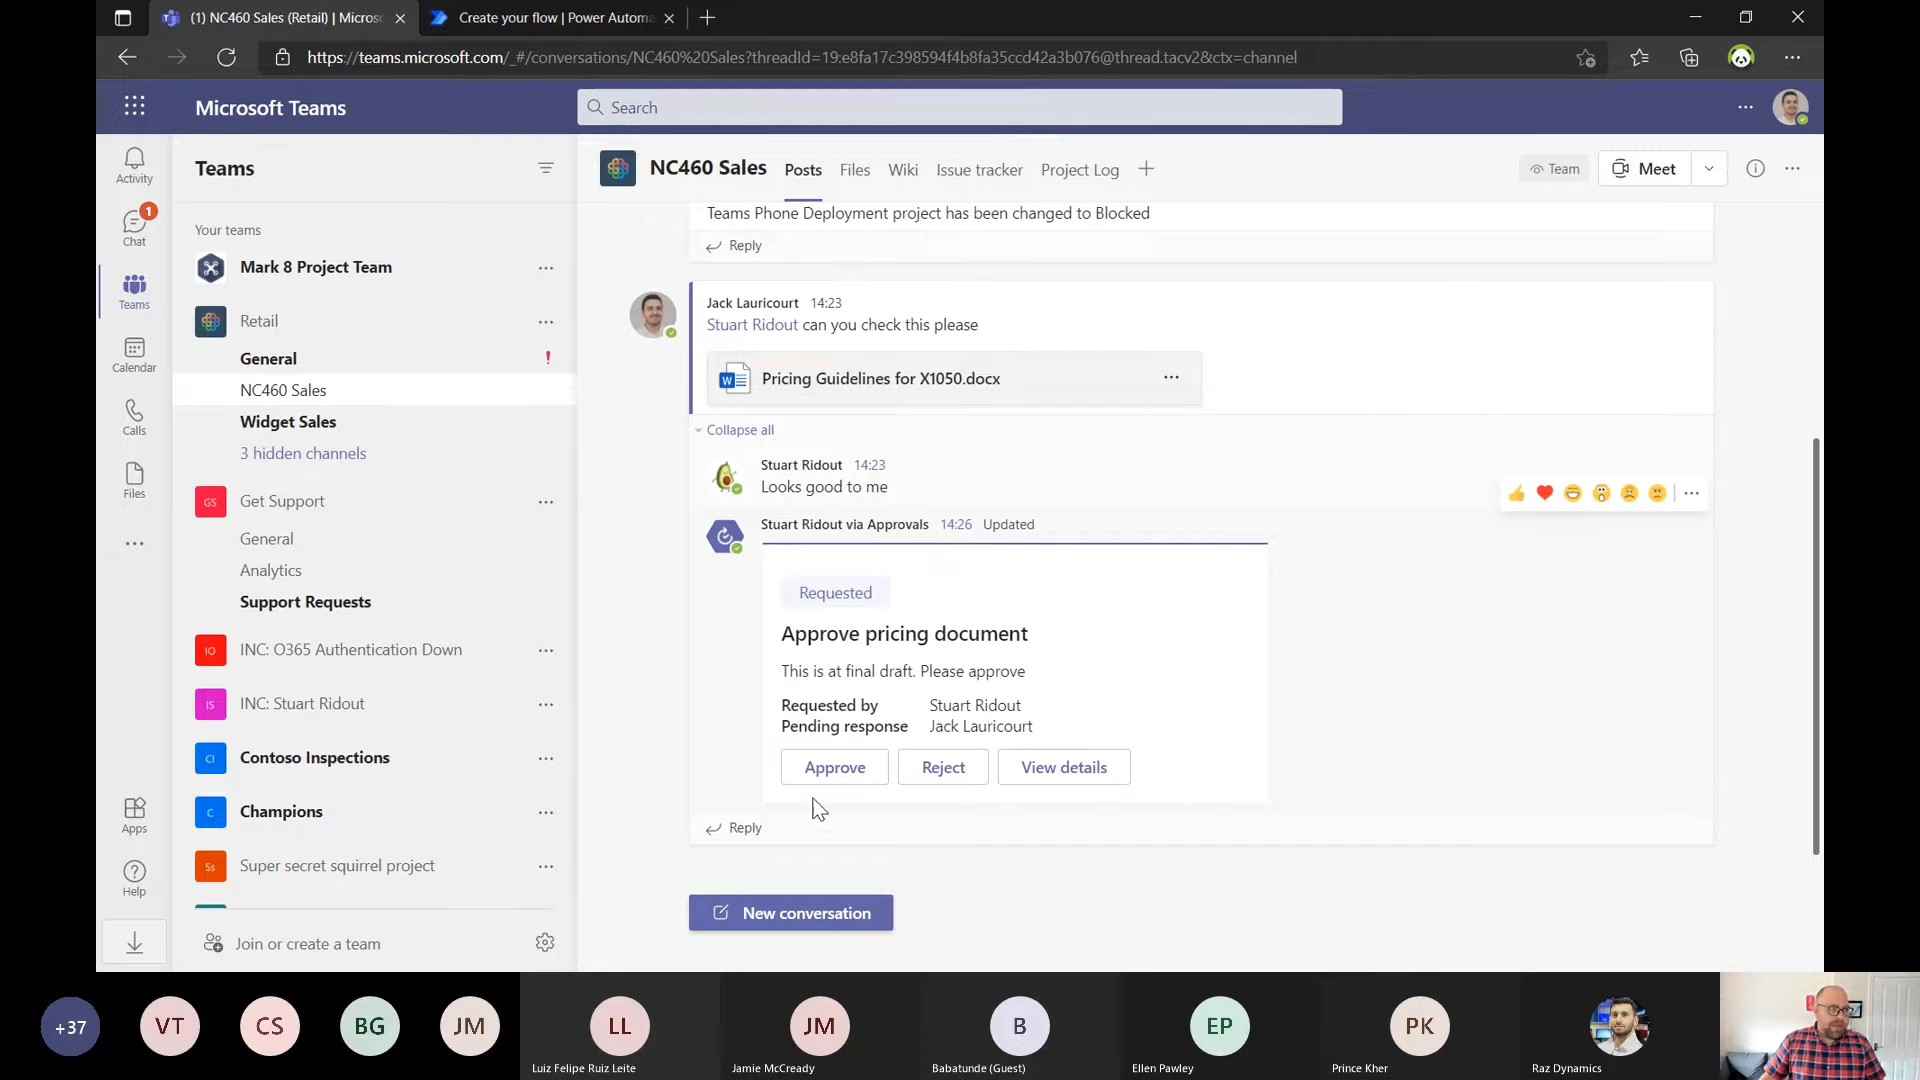 (1) NC460 Sales (Retail) | Micros
Create your flow | Power Automa
https://teams.microsoft.com/_#/conversations/NC460%20Sales?threadId=19:e8fa17c398594f4b8fa35ccd42a3b076@thread.tacv2&ctx=channel
Microsoft Teams
Search
Activity
1
Chat
Teams
Calendar
Calls
Files
Apps
Help
Teams
Your teams
Mark 8 Project Team
Retail
General !
NC460 Sales
Widget Sales
3 hidden channels
GS Get Support
General
Analytics
Support Requests
IO INC: O365 Authentication Down
IS INC: Stuart Ridout
CI Contoso Inspections
C Champions
Ss Super secret squirrel project
Join or create a team
NC460 Sales Posts Files Wiki Issue tracker Project Log
Team
Meet
Teams Phone Deployment project has been changed to Blocked
Reply
Jack Lauricourt 14:23
Stuart Ridout can you check this please
Pricing Guidelines for X1050.docx
Collapse all
Stuart Ridout 14:23
Looks good to me
Stuart Ridout via Approvals 14:26 Updated
Requested
Approve pricing document
This is at final draft. Please approve
Requested by Stuart Ridout
Pending response Jack Lauricourt
Approve Reject View details
Reply
New conversation
+37 VT CS BG JM LL JM B EP PK
Luiz Felipe Ruiz Leite Jamie McCready Babatunde (Guest) Ellen Pawley Prince Kher Raz Dynamics